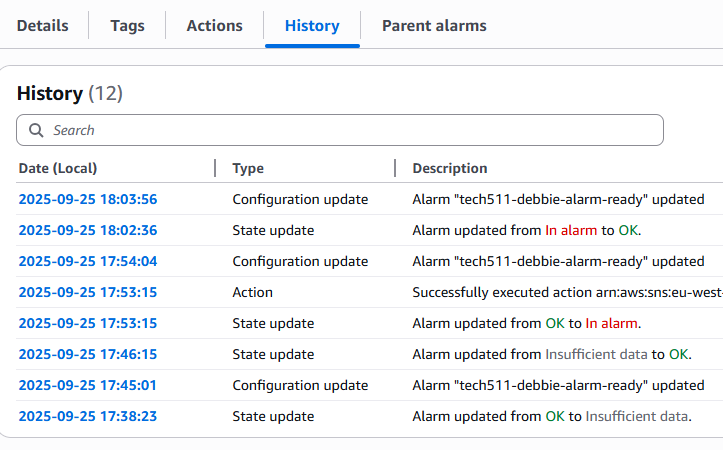 Details Tags Actions History Parent alarms
History (12)
Search
Date (Local) Type Description
2025-09-25 18:03:56 Configuration update Alarm "tech511-debbie-alarm-ready" updated
2025-09-25 18:02:36 State update Alarm updated from In alarm to OK.
2025-09-25 17:54:04 Configuration update Alarm "tech511-debbie-alarm-ready" updated
2025-09-25 17:53:15 Action Successfully executed action arn:aws:sns:eu-west-
2025-09-25 17:53:15 State update Alarm updated from OK to In alarm.
2025-09-25 17:46:15 State update Alarm updated from Insufficient data to OK.
2025-09-25 17:45:01 Configuration update Alarm "tech511-debbie-alarm-ready" updated
2025-09-25 17:38:23 State update Alarm updated from OK to Insufficient data.